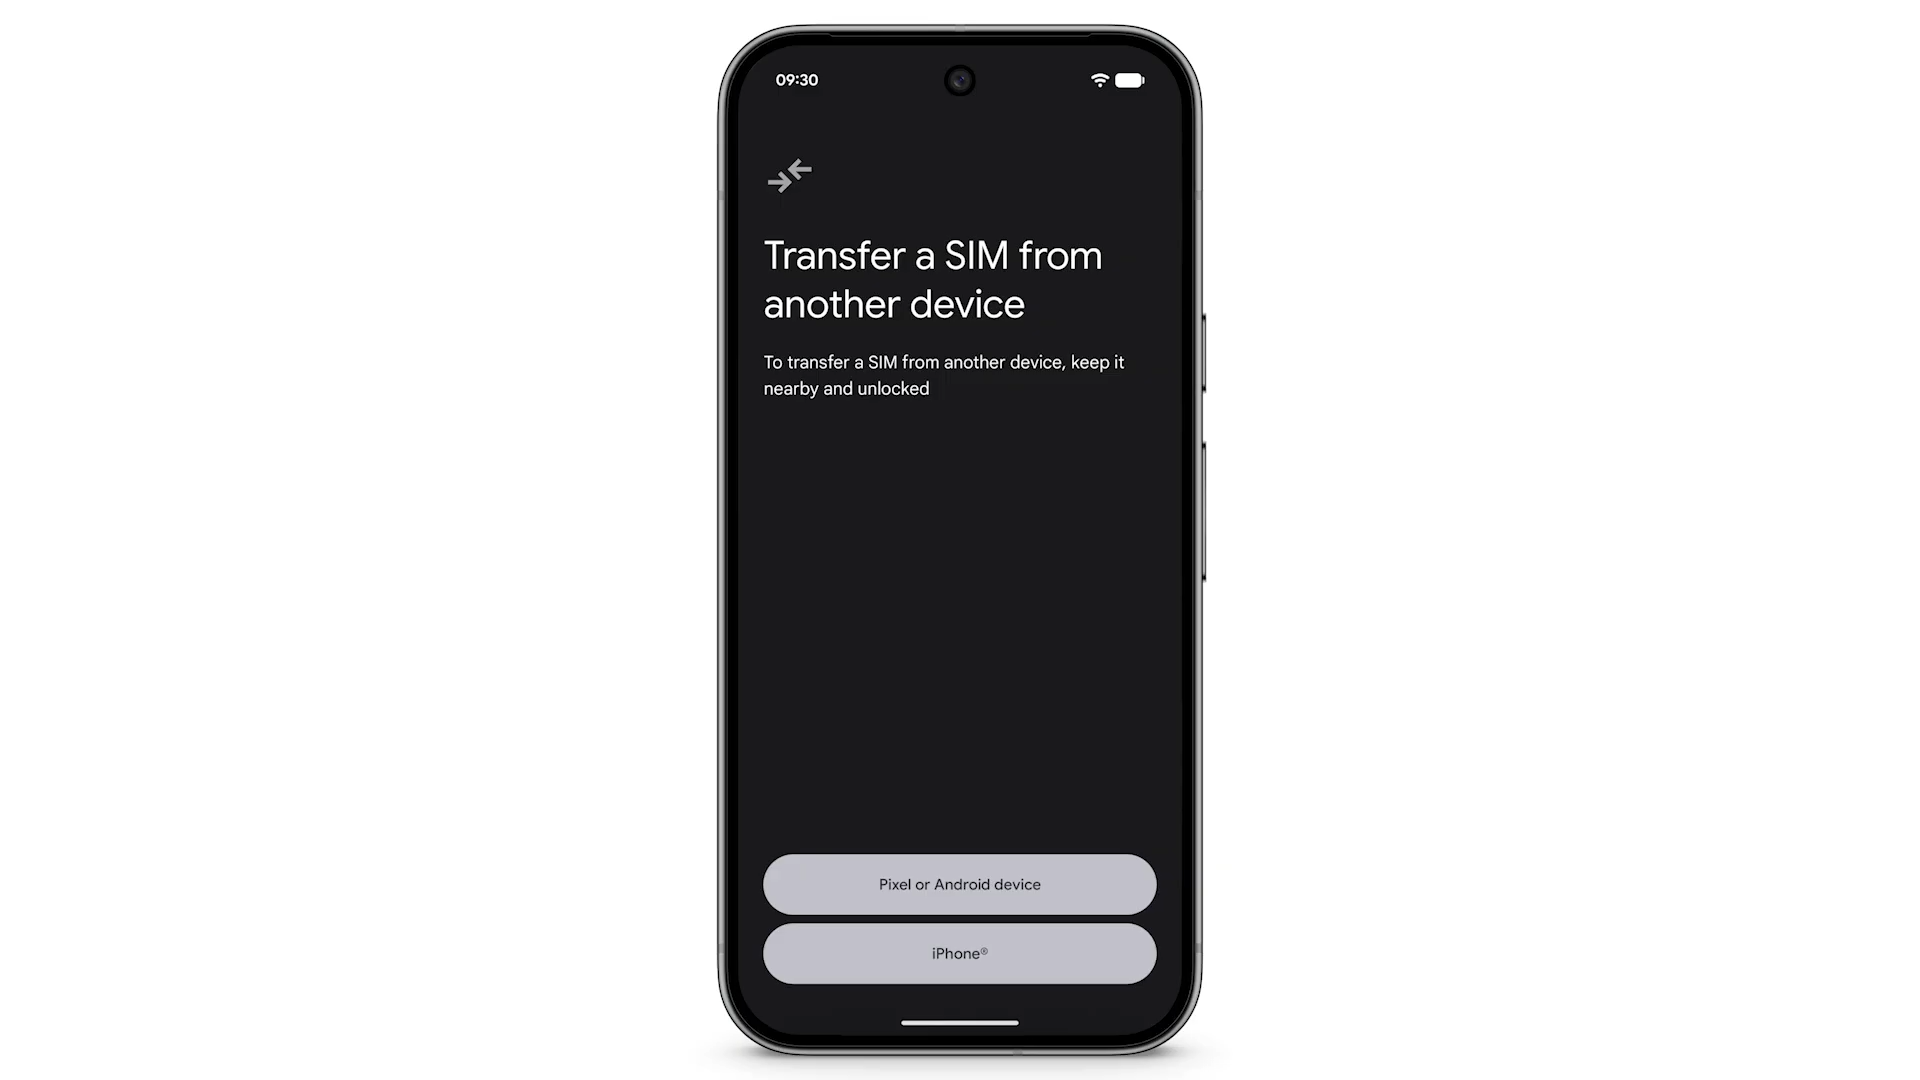 09:30
Transfer a SIM from
another device
To transfer a SIM from another device, keep it
nearby and unlocked
Pixel or Android device
iPhone®